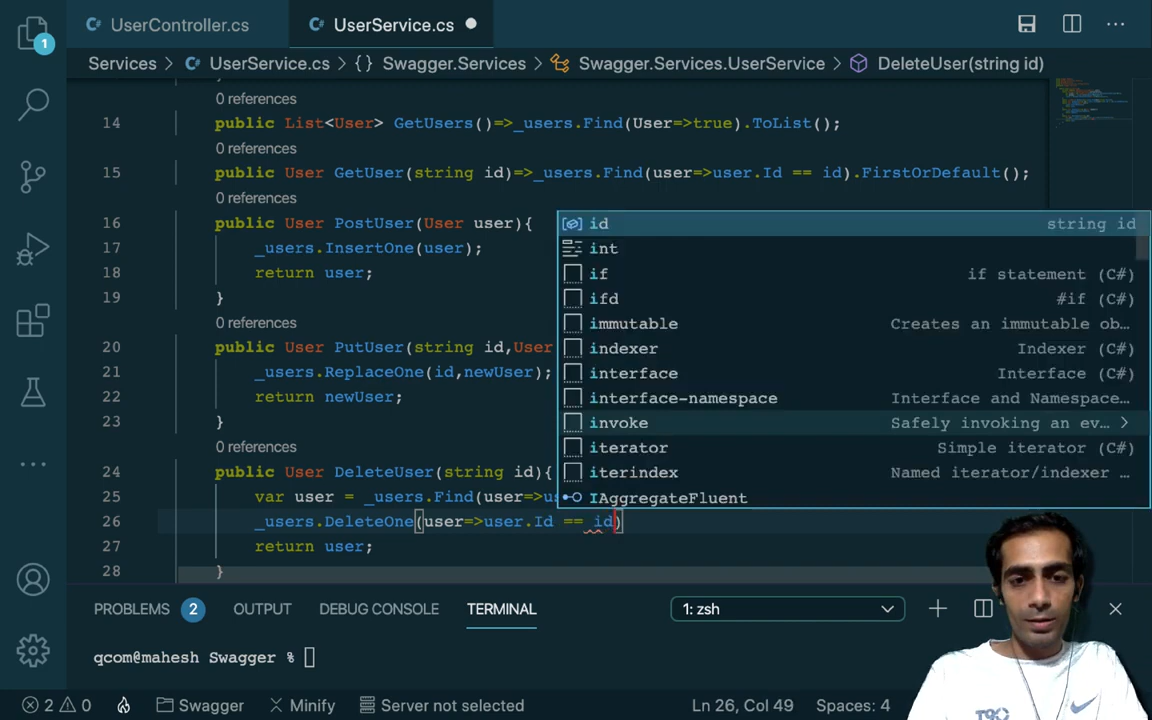 UserController.cs
UserService.cs
1
Services > UserService.cs > {} Swagger.Services > Swagger.Services.UserService > DeleteUser(string id)
0 references
14 public List<User> GetUsers()=>_users.Find(User=>true).ToList();
0 references
15 public User GetUser(string id)=>_users.Find(user=>user.Id == id).FirstOrDefault();
0 references
16 public User PostUser(User user){
17 _users.InsertOne(user);
18 return user;
19 }
0 references
20 public User PutUser(string id,User
21 _users.ReplaceOne(id,newUser);
22 return newUser;
23 }
0 references
24 public User DeleteUser(string id){
25 var user = _users.Find(user=>us
26 _users.DeleteOne(user=>user.Id == id)
27 return user;
28 }
id string id
int
if if statement (C#)
ifd #if (C#)
immutable Creates an immutable ob…
indexer Indexer (C#)
interface Interface (C#)
interface-namespace Interface and Namespace…
invoke Safely invoking an ev… >
iterator Simple iterator (C#)
iterindex Named iterator/indexer …
IAggregateFluent
PROBLEMS 2 OUTPUT DEBUG CONSOLE TERMINAL 1: zsh
qcom@mahesh Swagger %
2 0 Swagger Minify Server not selected Ln 26, Col 49 Spaces: 4